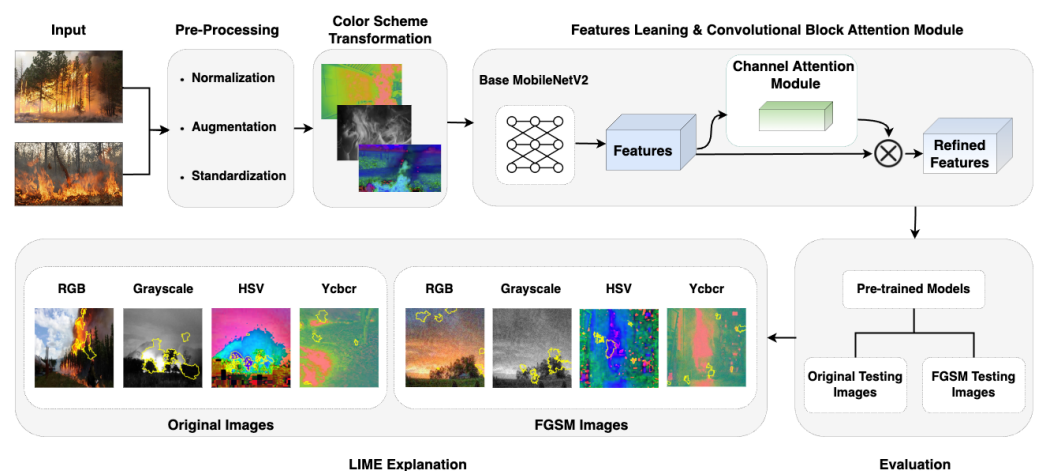 Input
Pre-Processing
Color Scheme
Transformation
Features Leaning & Convolutional Block Attention Module
• Normalization
• Augmentation
• Standardization
Base MobileNetV2
Channel Attention
Module
Features
Refined
Features
RGB
Grayscale
HSV
Ycbcr
RGB
Grayscale
HSV
Ycbcr
Original Images
FGSM Images
Pre-trained Models
Original Testing
Images
FGSM Testing
Images
LIME Explanation
Evaluation